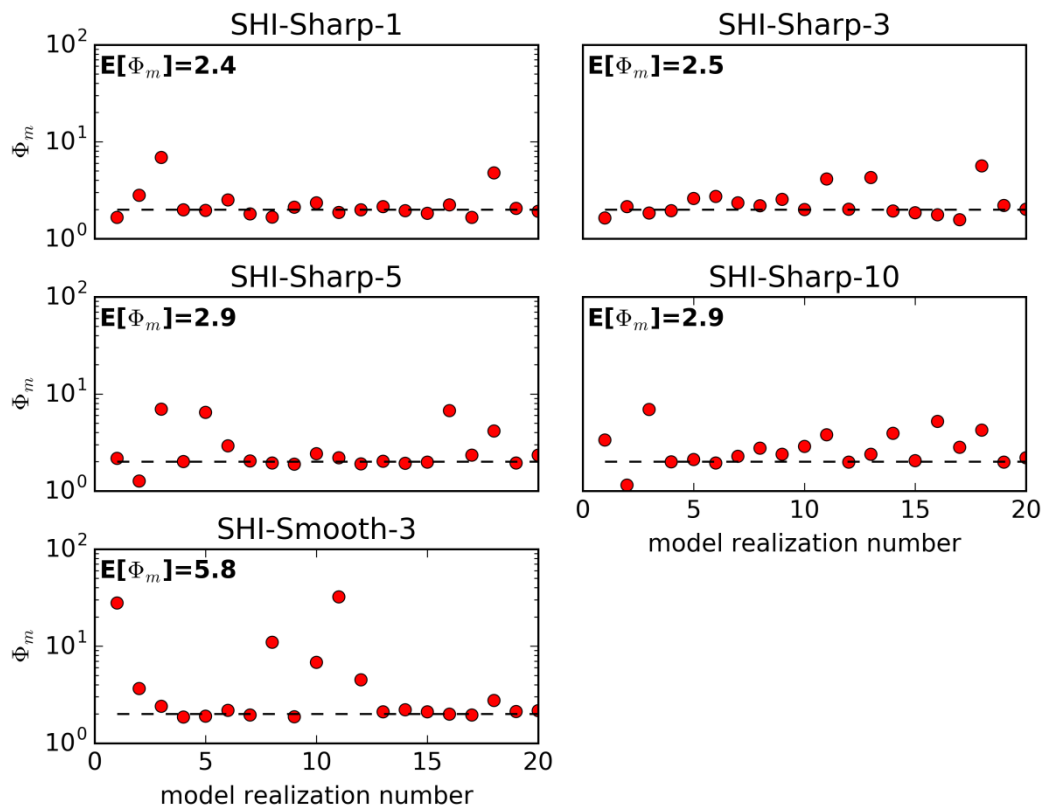 SHI-Sharp-1
10²
E[Φₘ]=2.4
10¹
Φₘ
10⁰
SHI-Sharp-3
E[Φₘ]=2.5
SHI-Sharp-5
10²
E[Φₘ]=2.9
10¹
Φₘ
10⁰
SHI-Sharp-10
E[Φₘ]=2.9
0 5 10 15 20
model realization number
SHI-Smooth-3
10²
E[Φₘ]=5.8
10¹
Φₘ
10⁰
0 5 10 15 20
model realization number